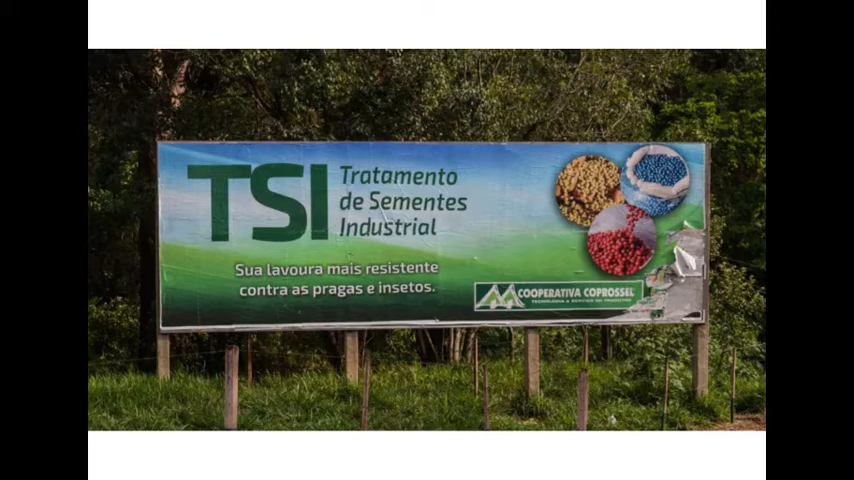 TSI
Tratamento
de Sementes
Industrial
Sua lavoura mais resistente
contra as pragas e insetos.
COOPERATIVA COPROSSEL